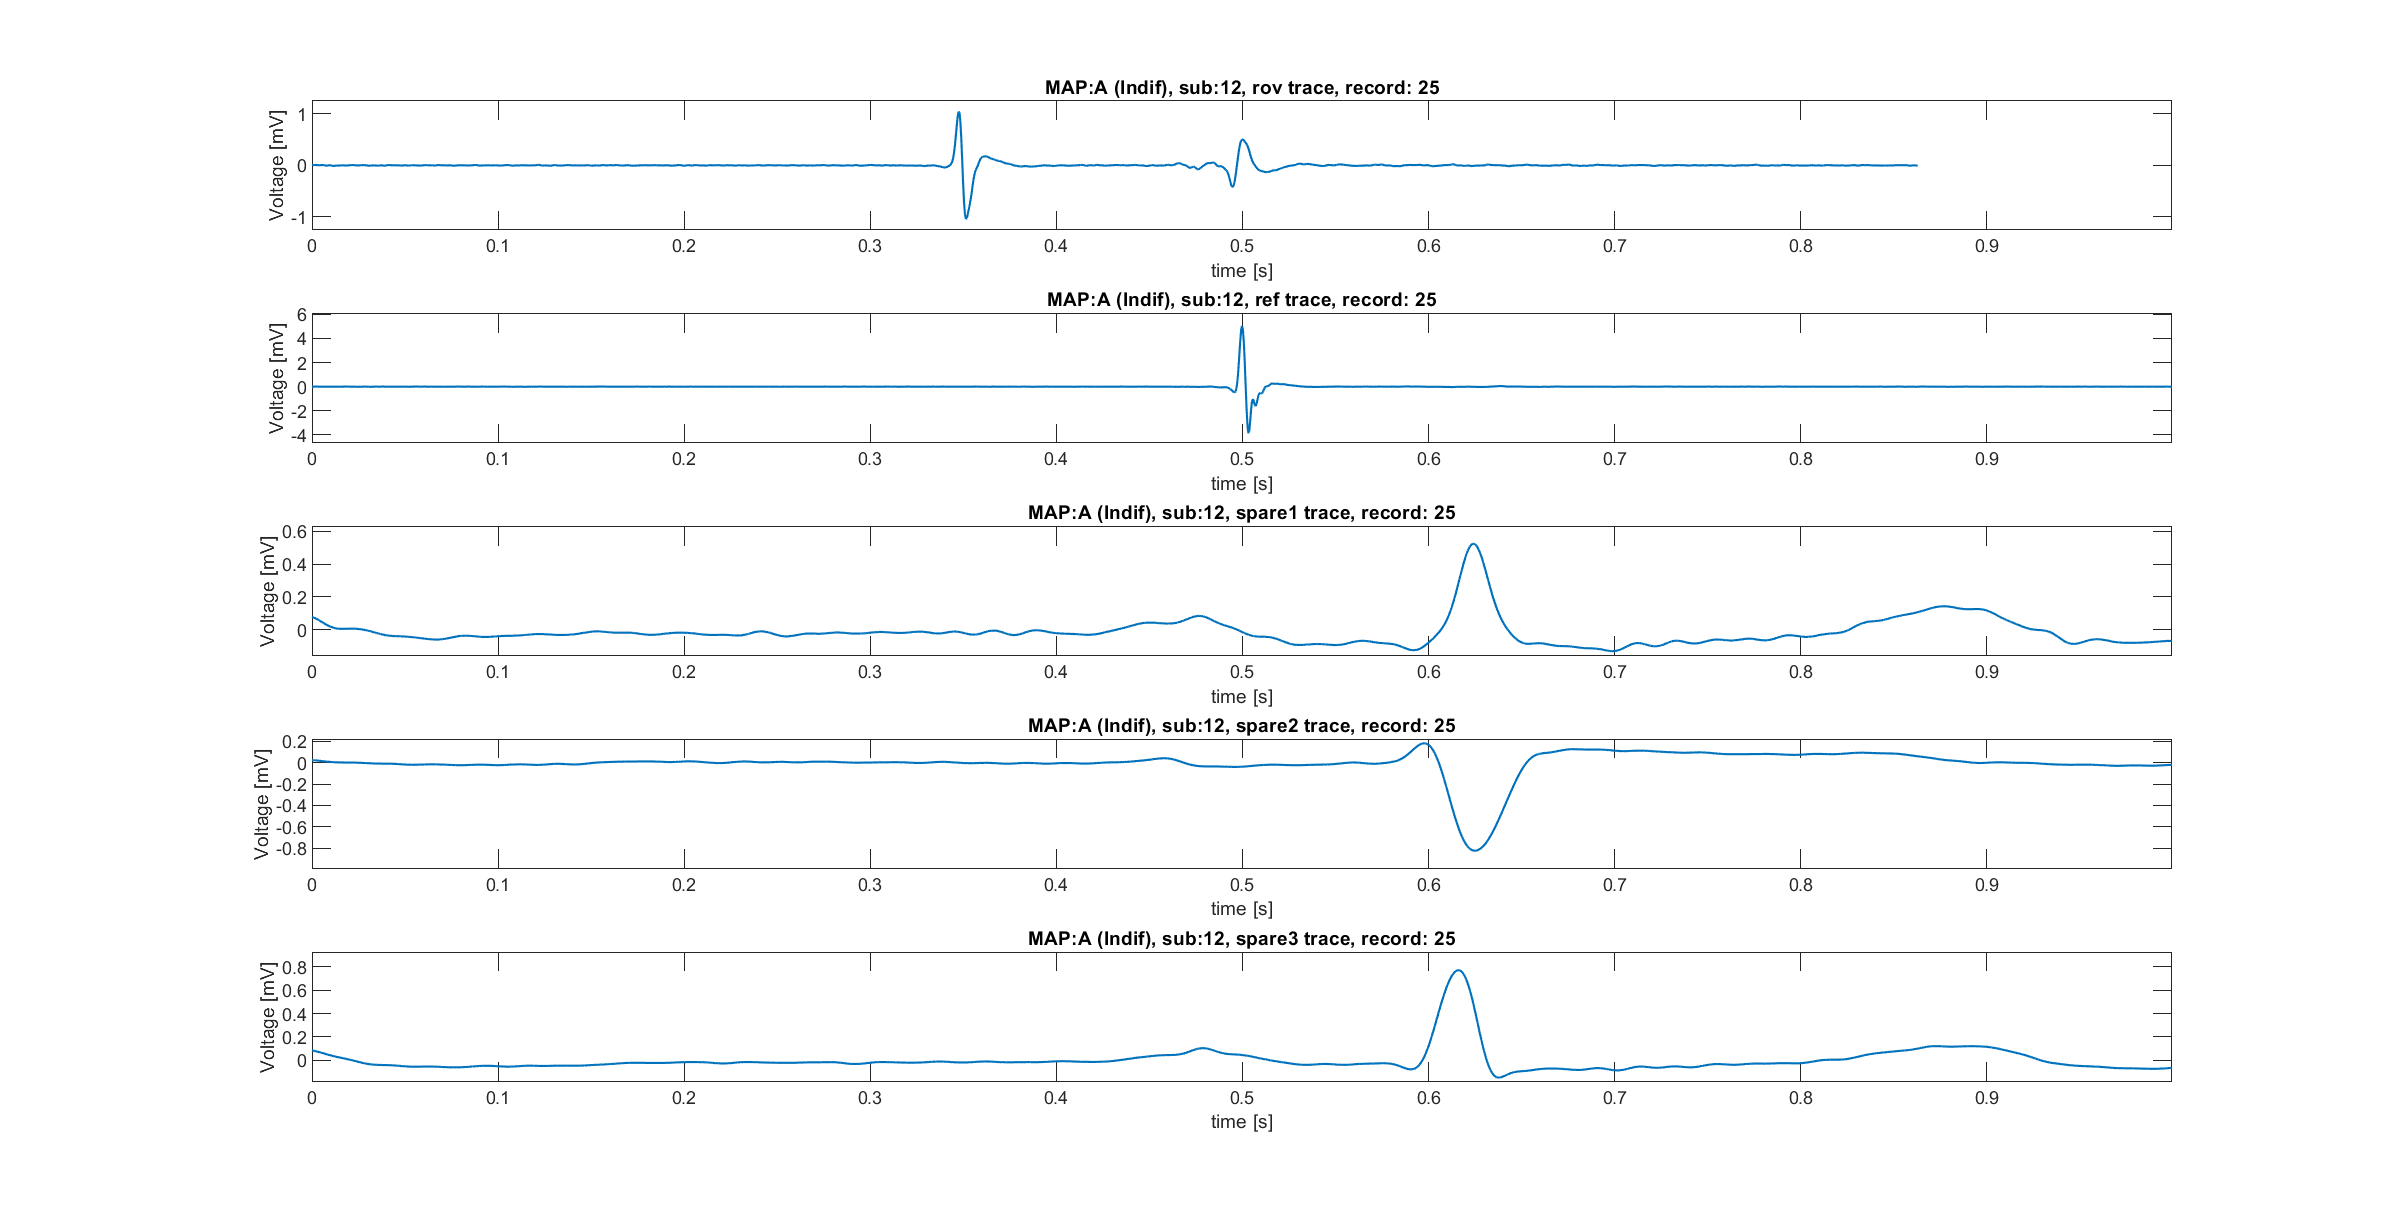 MAP:A (Indif), sub:12, rov trace, record: 25
Voltage [mV]
1
0
-1
0 0.1 0.2 0.3 0.4 0.5 0.6 0.7 0.8 0.9
time [s]
MAP:A (Indif), sub:12, ref trace, record: 25
Voltage [mV]
6
4
2
0
-2
-4
0 0.1 0.2 0.3 0.4 0.5 0.6 0.7 0.8 0.9
time [s]
MAP:A (Indif), sub:12, spare1 trace, record: 25
Voltage [mV]
0.6
0.4
0.2
0
0 0.1 0.2 0.3 0.4 0.5 0.6 0.7 0.8 0.9
time [s]
MAP:A (Indif), sub:12, spare2 trace, record: 25
Voltage [mV]
0.2
0
-0.2
-0.4
-0.6
-0.8
0 0.1 0.2 0.3 0.4 0.5 0.6 0.7 0.8 0.9
time [s]
MAP:A (Indif), sub:12, spare3 trace, record: 25
Voltage [mV]
0.8
0.6
0.4
0.2
0
0 0.1 0.2 0.3 0.4 0.5 0.6 0.7 0.8 0.9
time [s]